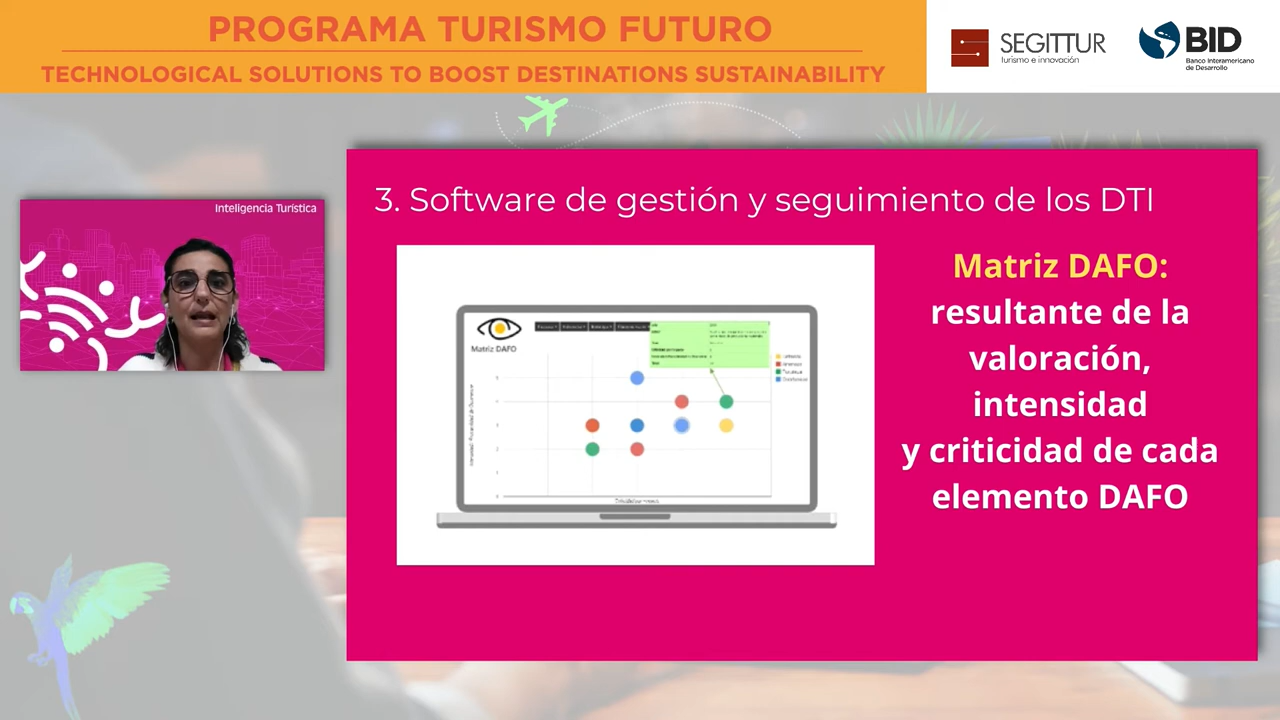 PROGRAMA TURISMO FUTURO
TECHNOLOGICAL SOLUTIONS TO BOOST DESTINATIONS SUSTAINABILITY
SEGITTUR
turismo e innovación
BID
Banco Interamericano
de Desarrollo
Inteligencia Turística
3. Software de gestión y seguimiento de los DTI
Matriz DAFO
Matriz DAFO:
resultante de la
valoración,
intensidad
y criticidad de cada
elemento DAFO